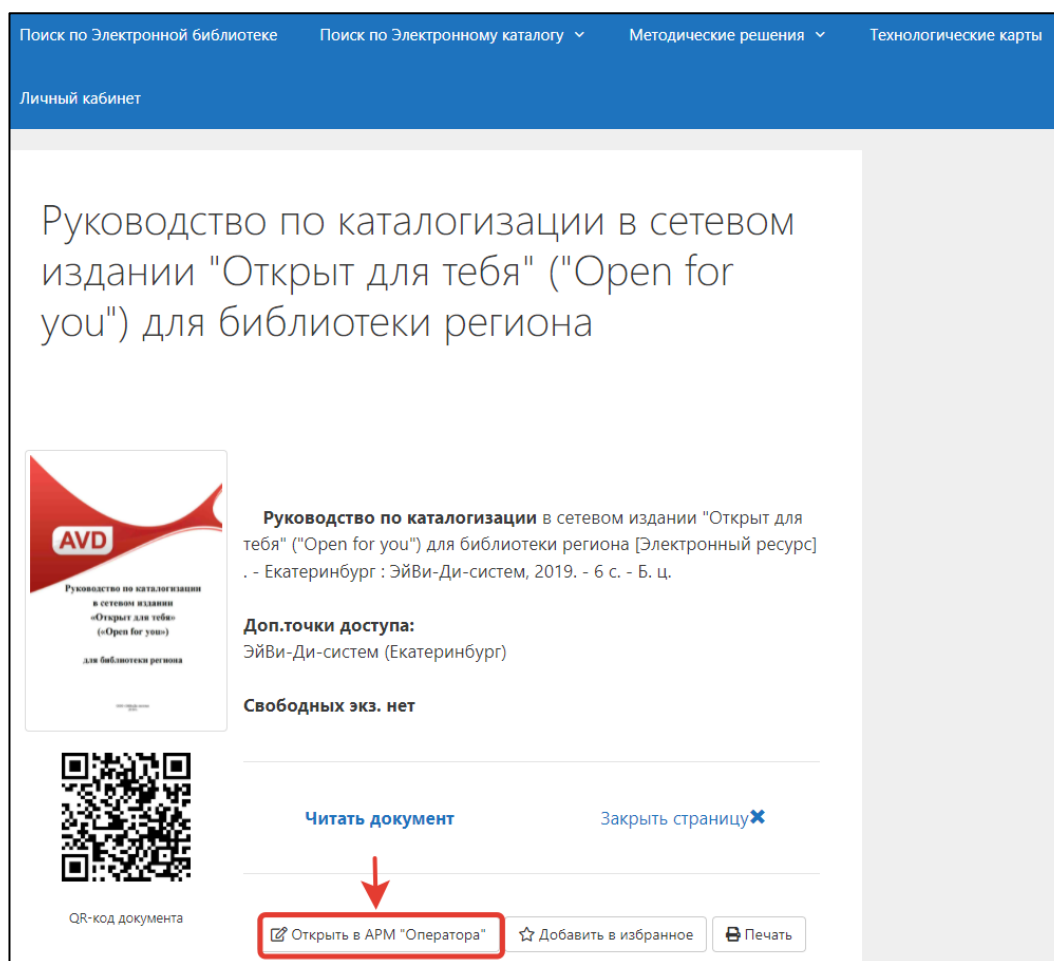 Поиск по Электронной библиотеке Поиск по Электронному каталогу Методические решения Технологические карты
Личный кабинет
Руководство по каталогизации в сетевом
издании "Открыт для тебя" ("Open for
you") для библиотеки региона
AVD
Руководство по каталогизации
в сетевом издании
«Открыт для тебя»
(«Open for you»)
для библиотеки региона
Руководство по каталогизации в сетевом издании "Открыт для
тебя" ("Open for you") для библиотеки региона [Электронный ресурс]
. - Екатеринбург : ЭйВи-Ди-систем, 2019. - 6 с. - Б. ц.
Доп.точки доступа:
ЭйВи-Ди-систем (Екатеринбург)
Свободных экз. нет
Читать документ Закрыть страницу
QR-код документа
Открыть в АРМ "Оператора" Добавить в избранное Печать